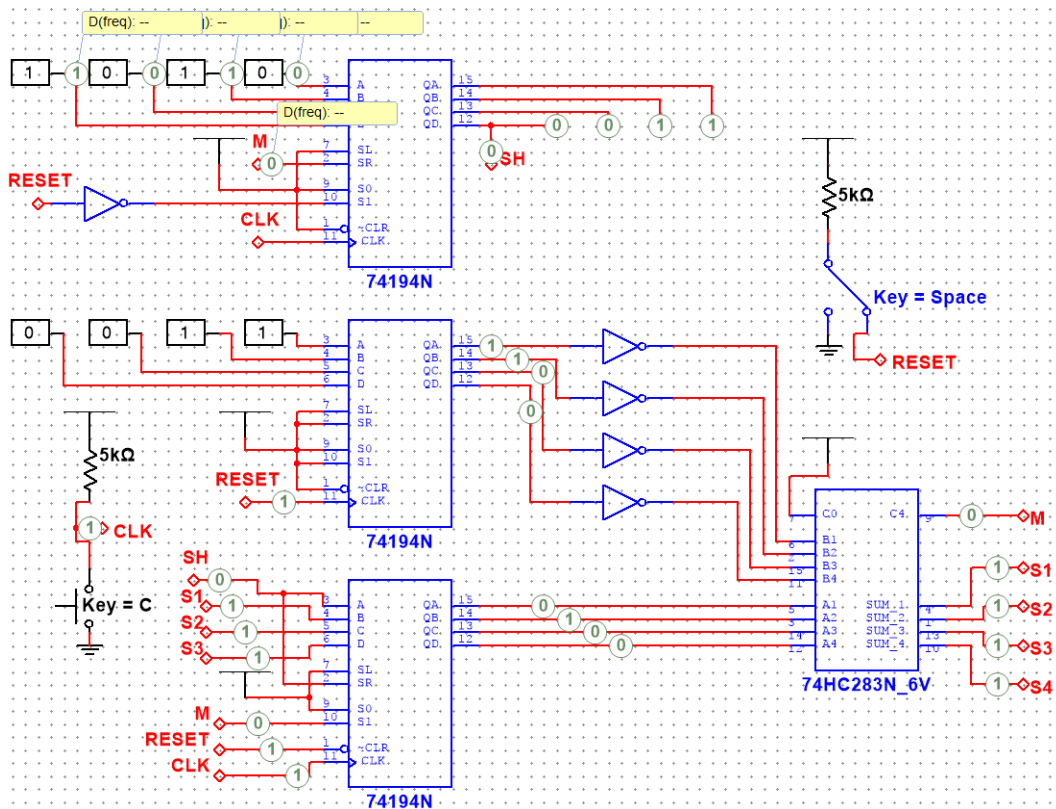 D(freq): -- ): -- ): -- --
1 1 0 0 1 1 0 0
3 A QA. 15
B QB. 14
QC. 13
QD. 12
D(freq): --
0 0 1 1
M
0
7 SL.
2 SR.
0 SH
RESET
9 S0.
10 S1.
5kΩ
CLK
1 ~CLR
11 CLK.
74194N
Key = Space
0 0 1 1
3 A QA. 15 1
4 B QB. 14 1
5 C QC. 13 0
6 D QD. 12 0
RESET
7 SL.
2 SR.
5kΩ
9 S0.
10 S1.
RESET
1 ~CLR
1 11 CLK.
74194N
1 CLK
7 C0 C4. 9 0 M
6 B1
2 B2
15 B3
11 B4
SH
0
S1 1
S2 1
S3 1
Key = C
3 A QA. 15 0
4 B QB. 14 1
5 C QC. 13 0
6 D QD. 12 0
5 A1 SUM_1. 4 1 S1
3 A2 SUM_2. 1 1 S2
14 A3 SUM_3. 13 1 S3
12 A4 SUM_4. 10 1 S4
74HC283N_6V
7 SL.
2 SR.
9 S0.
M 0 10 S1.
RESET 1 1 ~CLR
CLK 1 11 CLK.
74194N